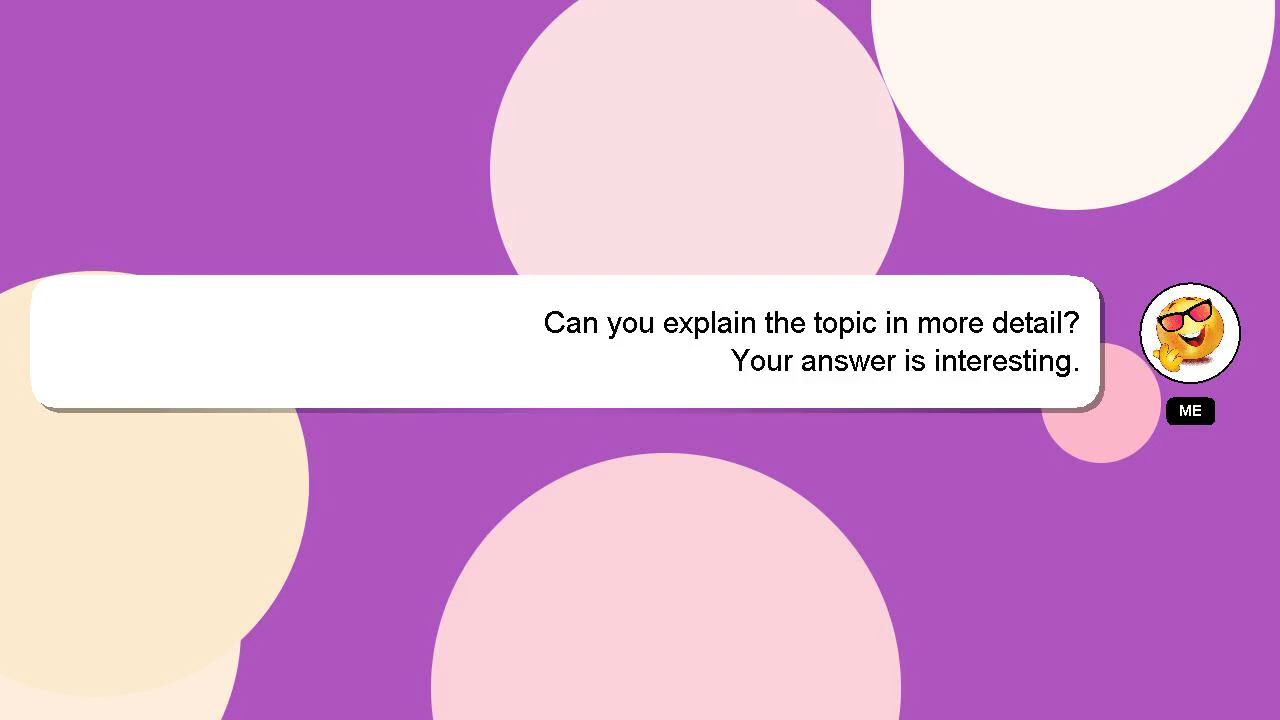 Can you explain the topic in more detail?
Your answer is interesting.
ME